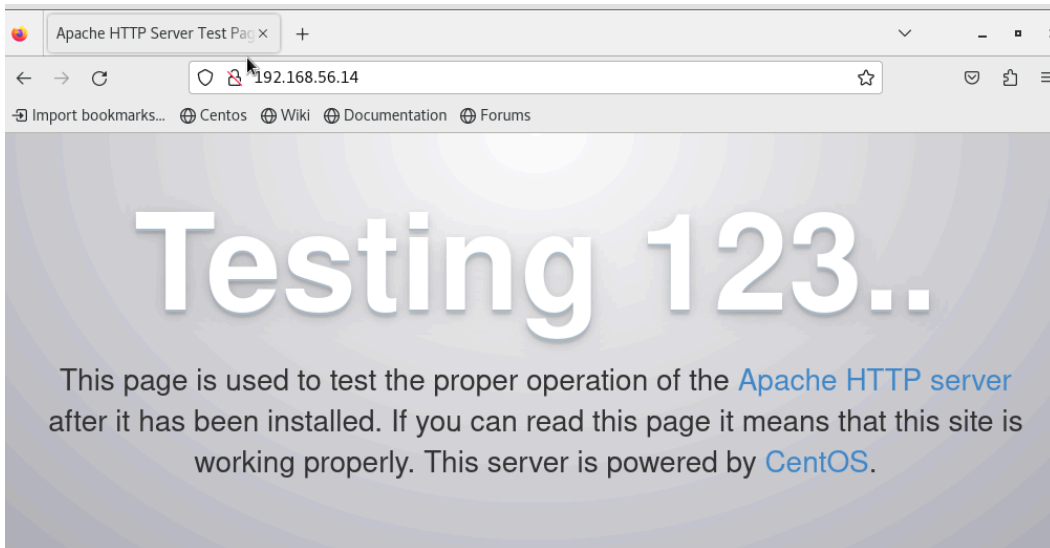 Apache HTTP Server Test Pag
192.168.56.14
Import bookmarks... Centos Wiki Documentation Forums
Testing 123..
This page is used to test the proper operation of the Apache HTTP server
after it has been installed. If you can read this page it means that this site is
working properly. This server is powered by CentOS.